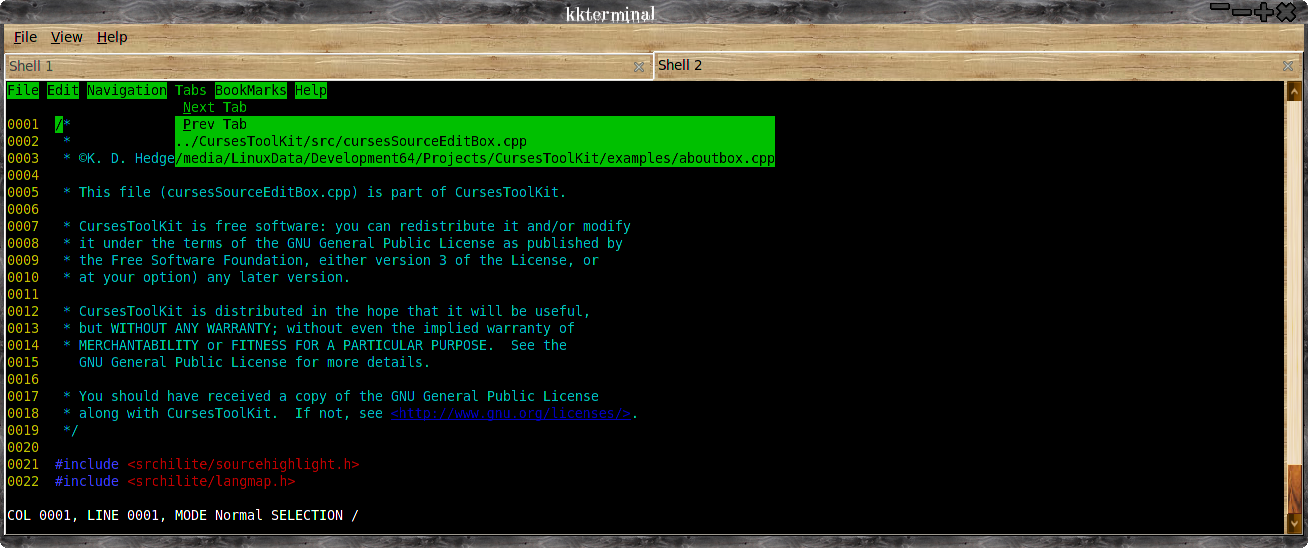 kkterminal
File View Help
Shell 1 Shell 2
File Edit Navigation Tabs BookMarks Help
Next Tab
0001 /* Prev Tab
0002 * ../CursesToolKit/src/cursesSourceEditBox.cpp
0003 * ©K. D. Hedge/media/LinuxData/Development64/Projects/CursesToolKit/examples/aboutbox.cpp
0004
0005 * This file (cursesSourceEditBox.cpp) is part of CursesToolKit.
0006
0007 * CursesToolKit is free software: you can redistribute it and/or modify
0008 * it under the terms of the GNU General Public License as published by
0009 * the Free Software Foundation, either version 3 of the License, or
0010 * at your option) any later version.
0011
0012 * CursesToolKit is distributed in the hope that it will be useful,
0013 * but WITHOUT ANY WARRANTY; without even the implied warranty of
0014 * MERCHANTABILITY or FITNESS FOR A PARTICULAR PURPOSE.  See the
0015 GNU General Public License for more details.
0016
0017 * You should have received a copy of the GNU General Public License
0018 * along with CursesToolKit.  If not, see <http://www.gnu.org/licenses/>.
0019 */
0020
0021 #include <srchilite/sourcehighlight.h>
0022 #include <srchilite/langmap.h>
COL 0001, LINE 0001, MODE Normal SELECTION /